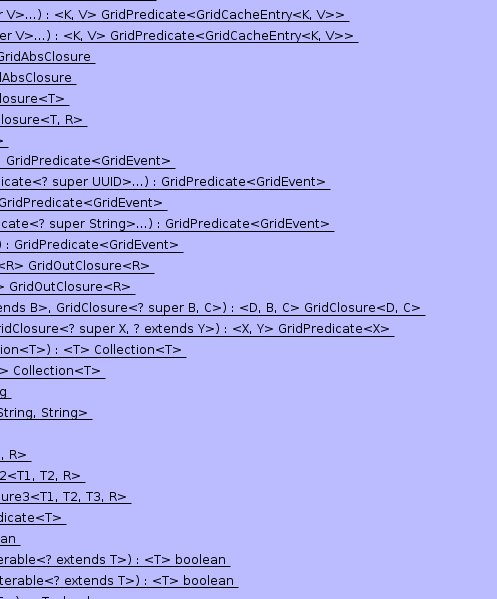 r V>...) : <K, V> GridPredicate<GridCacheEntry<K, V>>
er V>...) : <K, V> GridPredicate<GridCacheEntry<K, V>>
GridAbsClosure
dAbsClosure
losure<T>
losure<T, R>
>
GridPredicate<GridEvent>
icate<? super UUID>...) : GridPredicate<GridEvent>
GridPredicate<GridEvent>
cate<? super String>...) : GridPredicate<GridEvent>
) : GridPredicate<GridEvent>
<R> GridOutClosure<R>
> GridOutClosure<R>
ends B>, GridClosure<? super B, C>) : <D, B, C> GridClosure<D, C>
ridClosure<? super X, ? extends Y>) : <X, Y> GridPredicate<X>
ion<T>) : <T> Collection<T>
> Collection<T>
g
String, String>
, R>
2<T1, T2, R>
ure3<T1, T2, T3, R>
dicate<T>
an
erable<? extends T>) : <T> boolean
terable<? extends T>) : <T> boolean